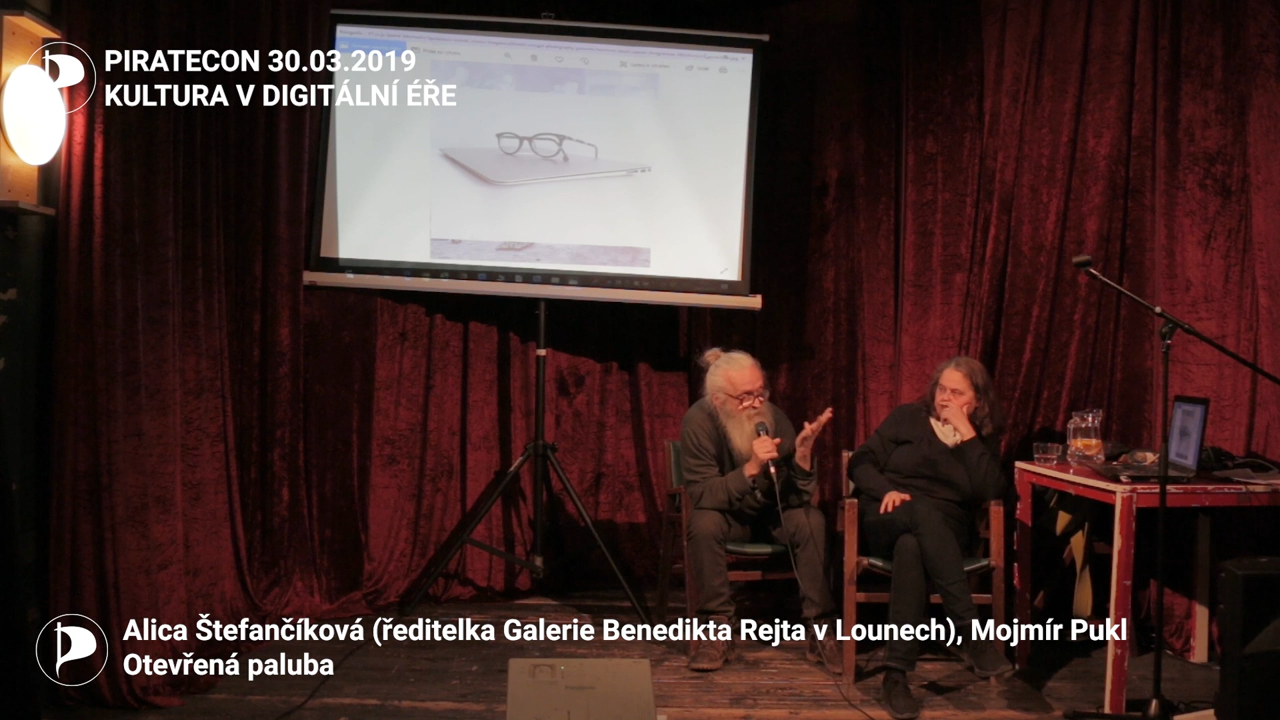 PIRATECON 30.03.2019
KULTURA V DIGITÁLNÍ ÉŘE
Alica Štefančíková (ředitelka Galerie Benedikta Rejta v Lounech), Mojmír Pukl
Otevřená paluba